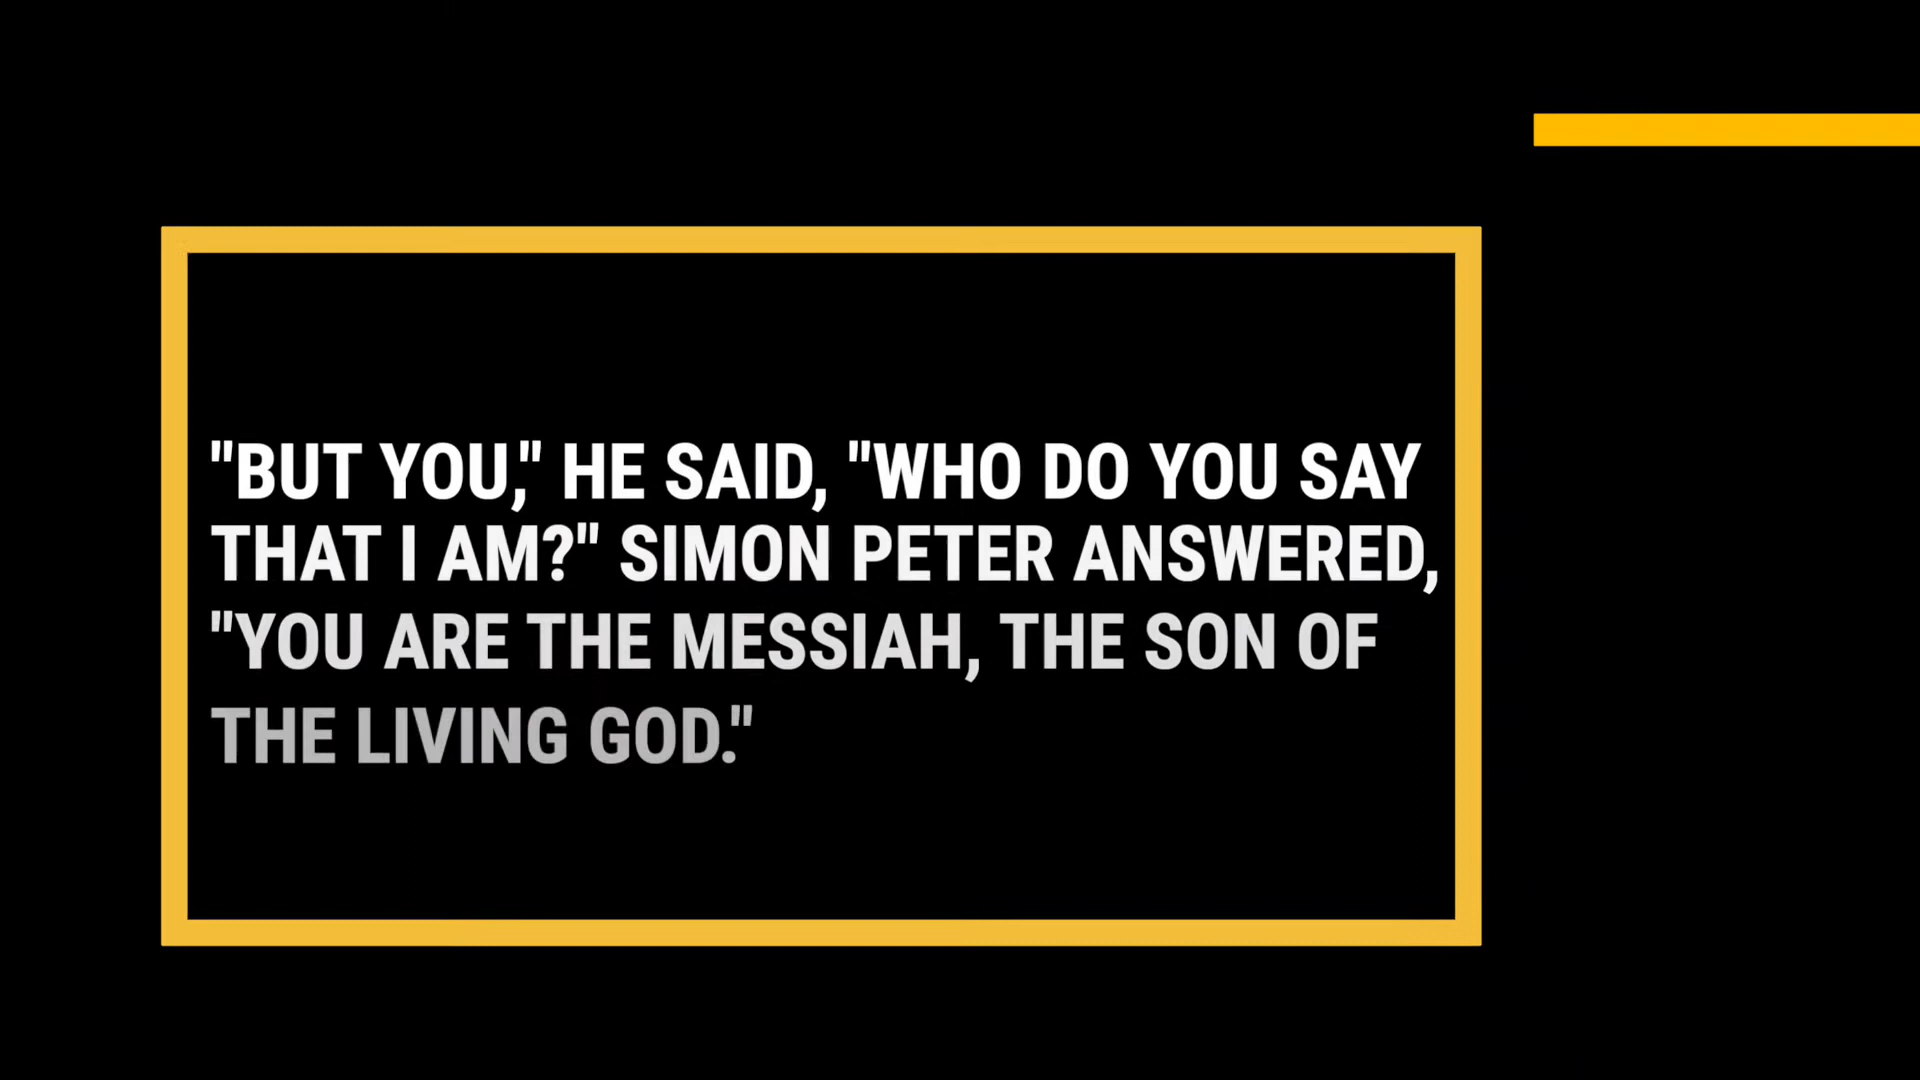 "BUT YOU," HE SAID, "WHO DO YOU SAY
THAT I AM?" SIMON PETER ANSWERED,
"YOU ARE THE MESSIAH, THE SON OF
THE LIVING GOD."